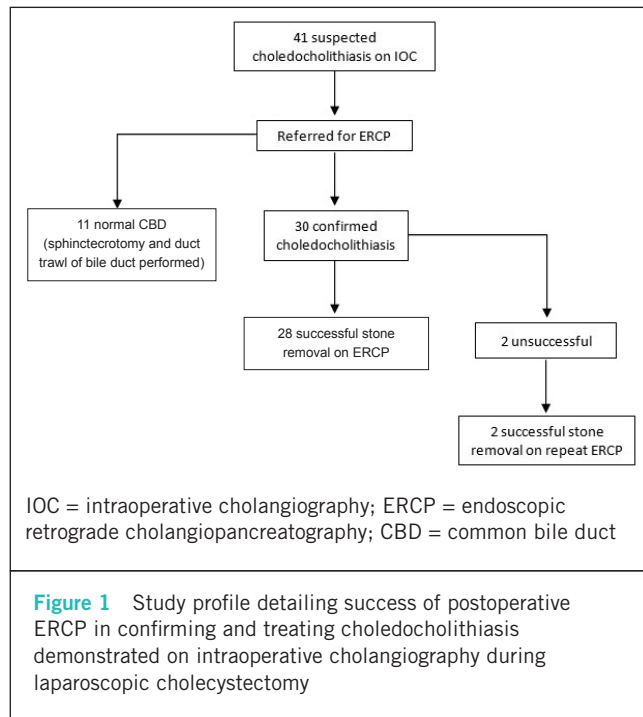 41 suspected
choledocholithiasis on IOC
Referred for ERCP
11 normal CBD
(sphinctecrotomy and duct
trawl of bile duct performed)
30 confirmed
choledocholithiasis
28 successful stone
removal on ERCP
2 unsuccessful
2 successful stone
removal on repeat ERCP
IOC = intraoperative cholangiography; ERCP = endoscopic
retrograde cholangiopancreatography; CBD = common bile duct
Figure 1 Study profile detailing success of postoperative
ERCP in confirming and treating choledocholithiasis
demonstrated on intraoperative cholangiography during
laparoscopic cholecystectomy